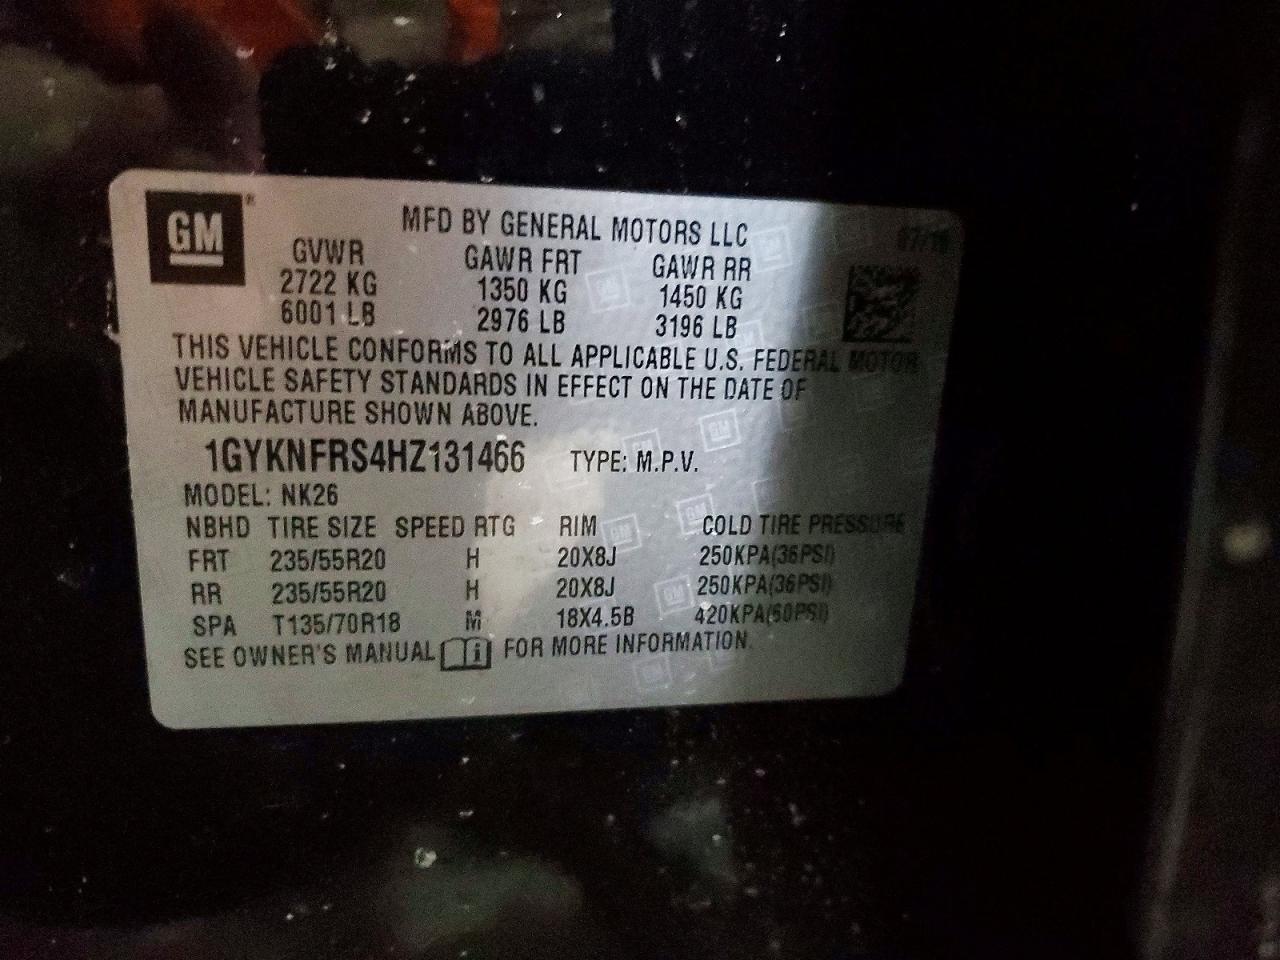 GM ®
MFD BY GENERAL MOTORS LLC 07/16
GVWR GAWR FRT GAWR RR
2722 KG 1350 KG 1450 KG
6001 LB 2976 LB 3196 LB
THIS VEHICLE CONFORMS TO ALL APPLICABLE U.S. FEDERAL MOTOR
VEHICLE SAFETY STANDARDS IN EFFECT ON THE DATE OF
MANUFACTURE SHOWN ABOVE.
1GYKNFRS4HZ131466 TYPE: M.P.V.
MODEL: NK26
NBHD TIRE SIZE SPEED RTG RIM COLD TIRE PRESSURE
FRT 235/55R20 H 20X8J 250KPA(36PSI)
RR 235/55R20 H 20X8J 250KPA(36PSI)
SPA T135/70R18 M 18X4.5B 420KPA(60PSI)
SEE OWNER'S MANUAL FOR MORE INFORMATION.